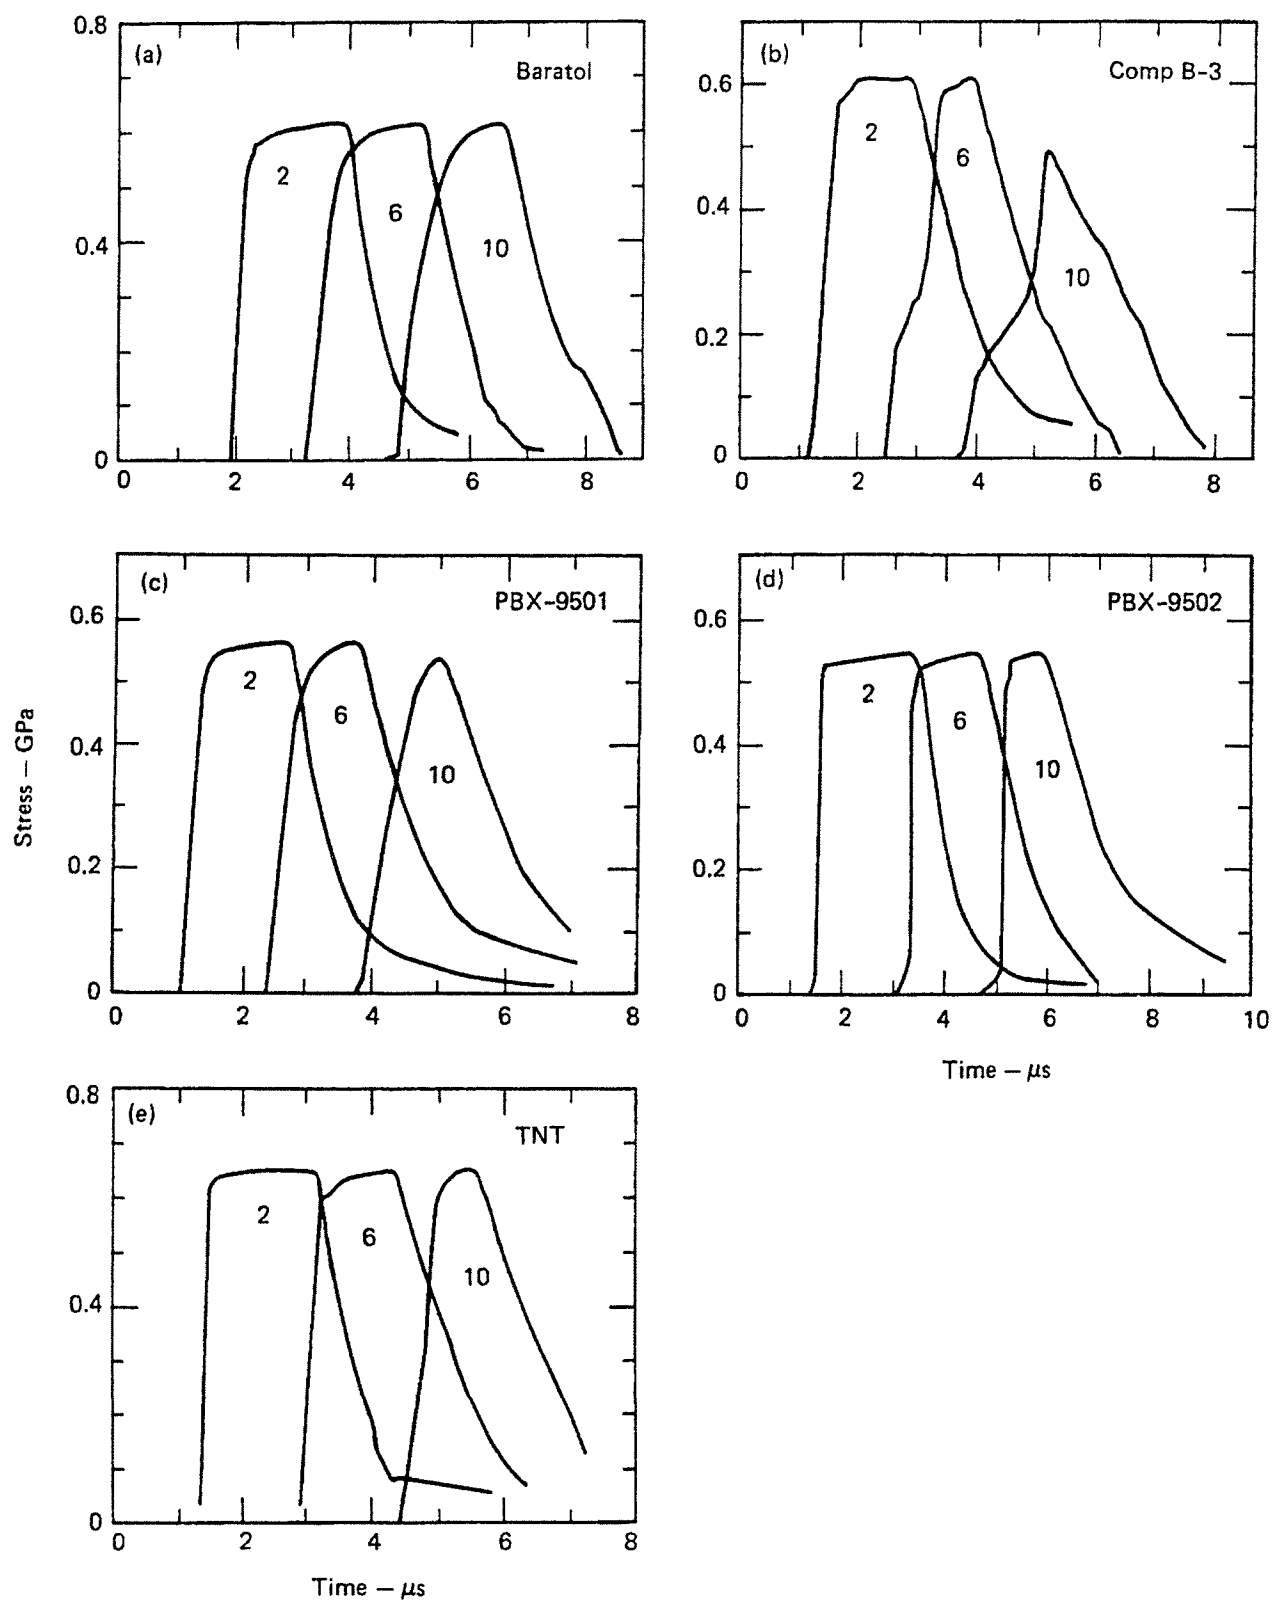 0.8
(a)
Baratol
2
6
10
0.4
0
0 2 4 6 8
(b)
Comp B-3
0.6
2
6
10
0.4
0.2
0
0 2 4 6 8
(c)
PBX-9501
0.6
2
6
10
0.4
0.2
0
0 2 4 6 8
Stress — GPa
(d)
PBX-9502
0.6
2
6
10
0.4
0.2
0
0 2 4 6 8 10
Time — μs
0.8
(e)
TNT
2
6
10
0.4
0
0 2 4 6 8
Time — μs